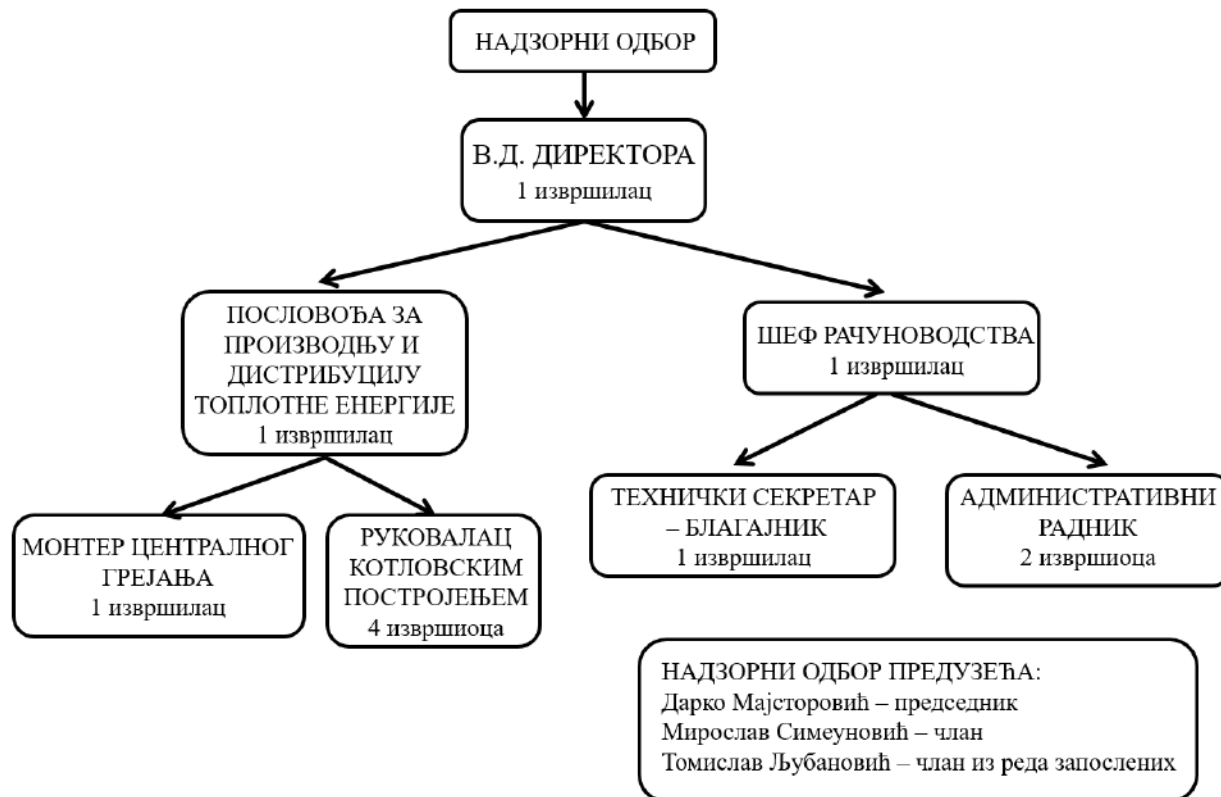 НАДЗОРНИ ОДБОР
В.Д. ДИРЕКТОРА
1 извршилац
ПОСЛОВОЂА ЗА
ПРОИЗВОДЊУ И
ДИСТРИБУЦИЈУ
ТОПЛОТНЕ ЕНЕРГИЈЕ
1 извршилац
ШЕФ РАЧУНОВОДСТВА
1 извршилац
МОНТЕР ЦЕНТРАЛНОГ
ГРЕЈАЊА
1 извршилац
РУКОВАЛАЦ
КОТЛОВСКИМ
ПОСТРОЈЕЊЕМ
4 извршиоца
ТЕХНИЧКИ СЕКРЕТАР
– БЛАГАЈНИК
1 извршилац
АДМИНИСТРАТИВНИ
РАДНИК
2 извршиоца
НАДЗОРНИ ОДБОР ПРЕДУЗЕЋА:
Дарко Мајсторовић – председник
Мирослав Симеуновић – члан
Томислав Љубановић – члан из реда запослених